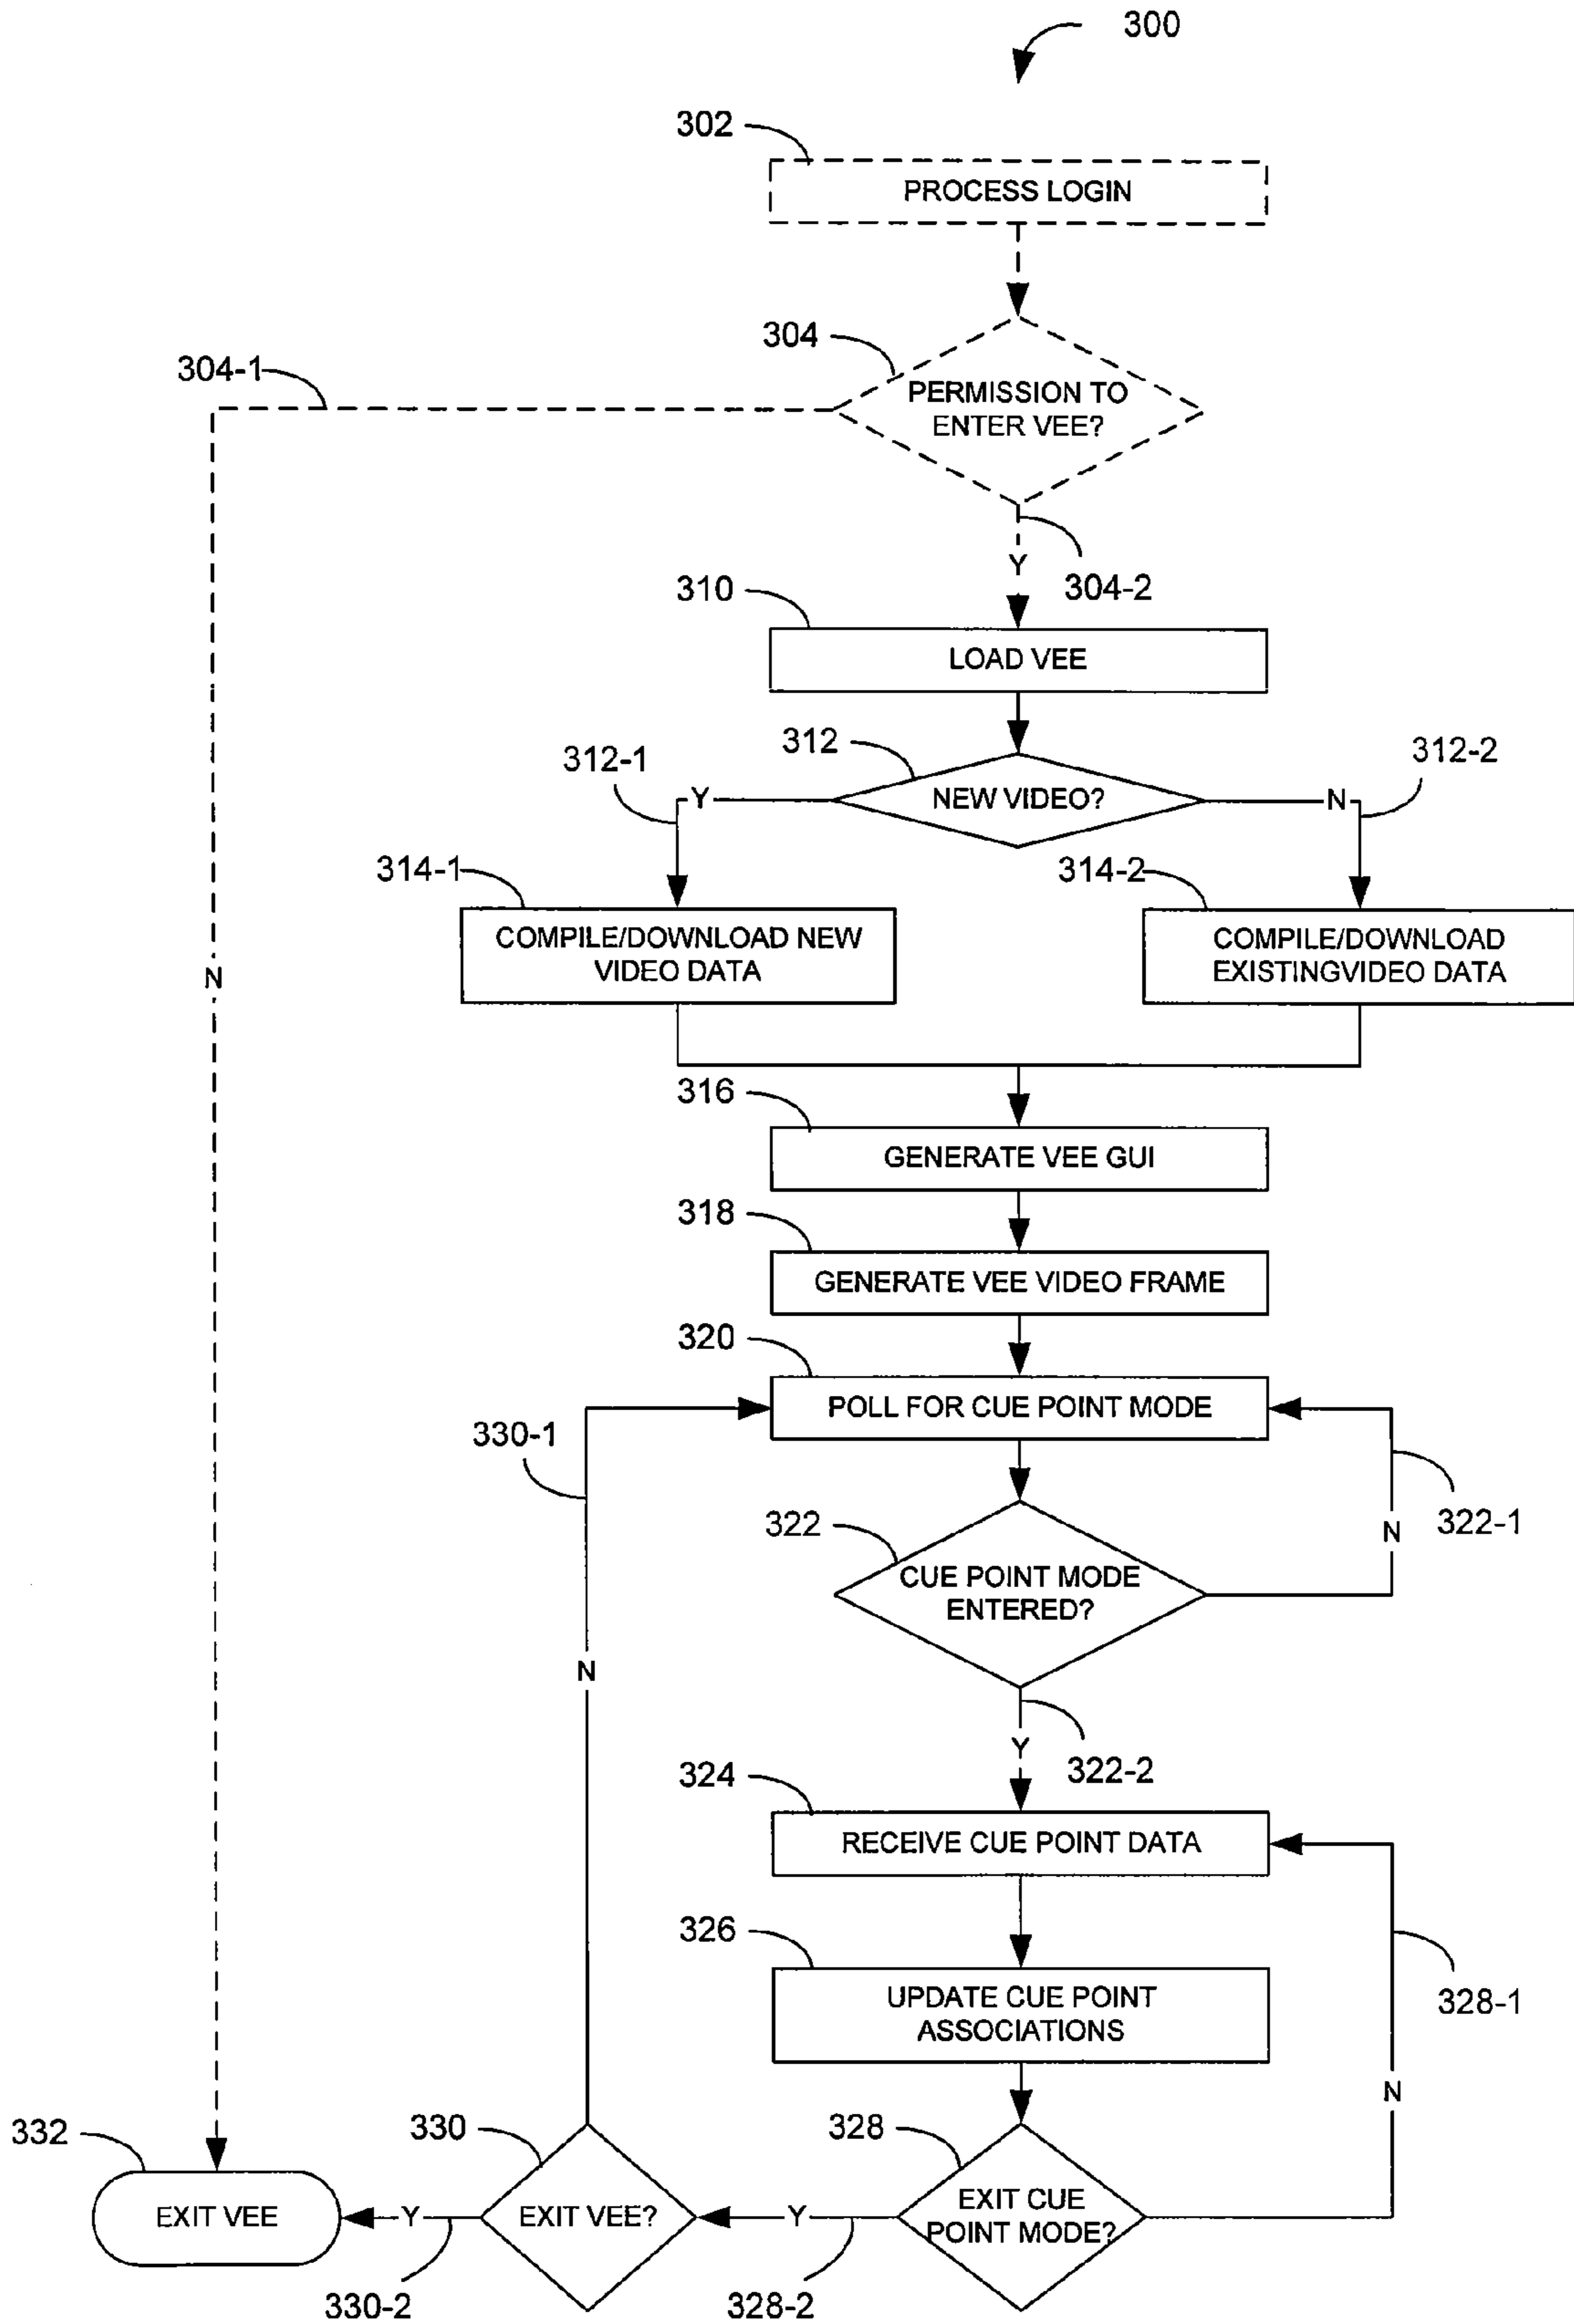 300
302
PROCESS LOGIN
304
304-1
PERMISSION TO
ENTER VEE?
Y
304-2
310
LOAD VEE
312
312-1
312-2
Y
NEW VIDEO?
N
314-1
314-2
COMPILE/DOWNLOAD NEW
VIDEO DATA
COMPILE/DOWNLOAD
EXISTINGVIDEO DATA
N
316
GENERATE VEE GUI
318
GENERATE VEE VIDEO FRAME
320
POLL FOR CUE POINT MODE
330-1
322
322-1
N
CUE POINT MODE
ENTERED?
N
Y
322-2
324
RECEIVE CUE POINT DATA
326
UPDATE CUE POINT
ASSOCIATIONS
328-1
N
332
330
328
EXIT VEE
Y
EXIT VEE?
Y
EXIT CUE
POINT MODE?
330-2
328-2